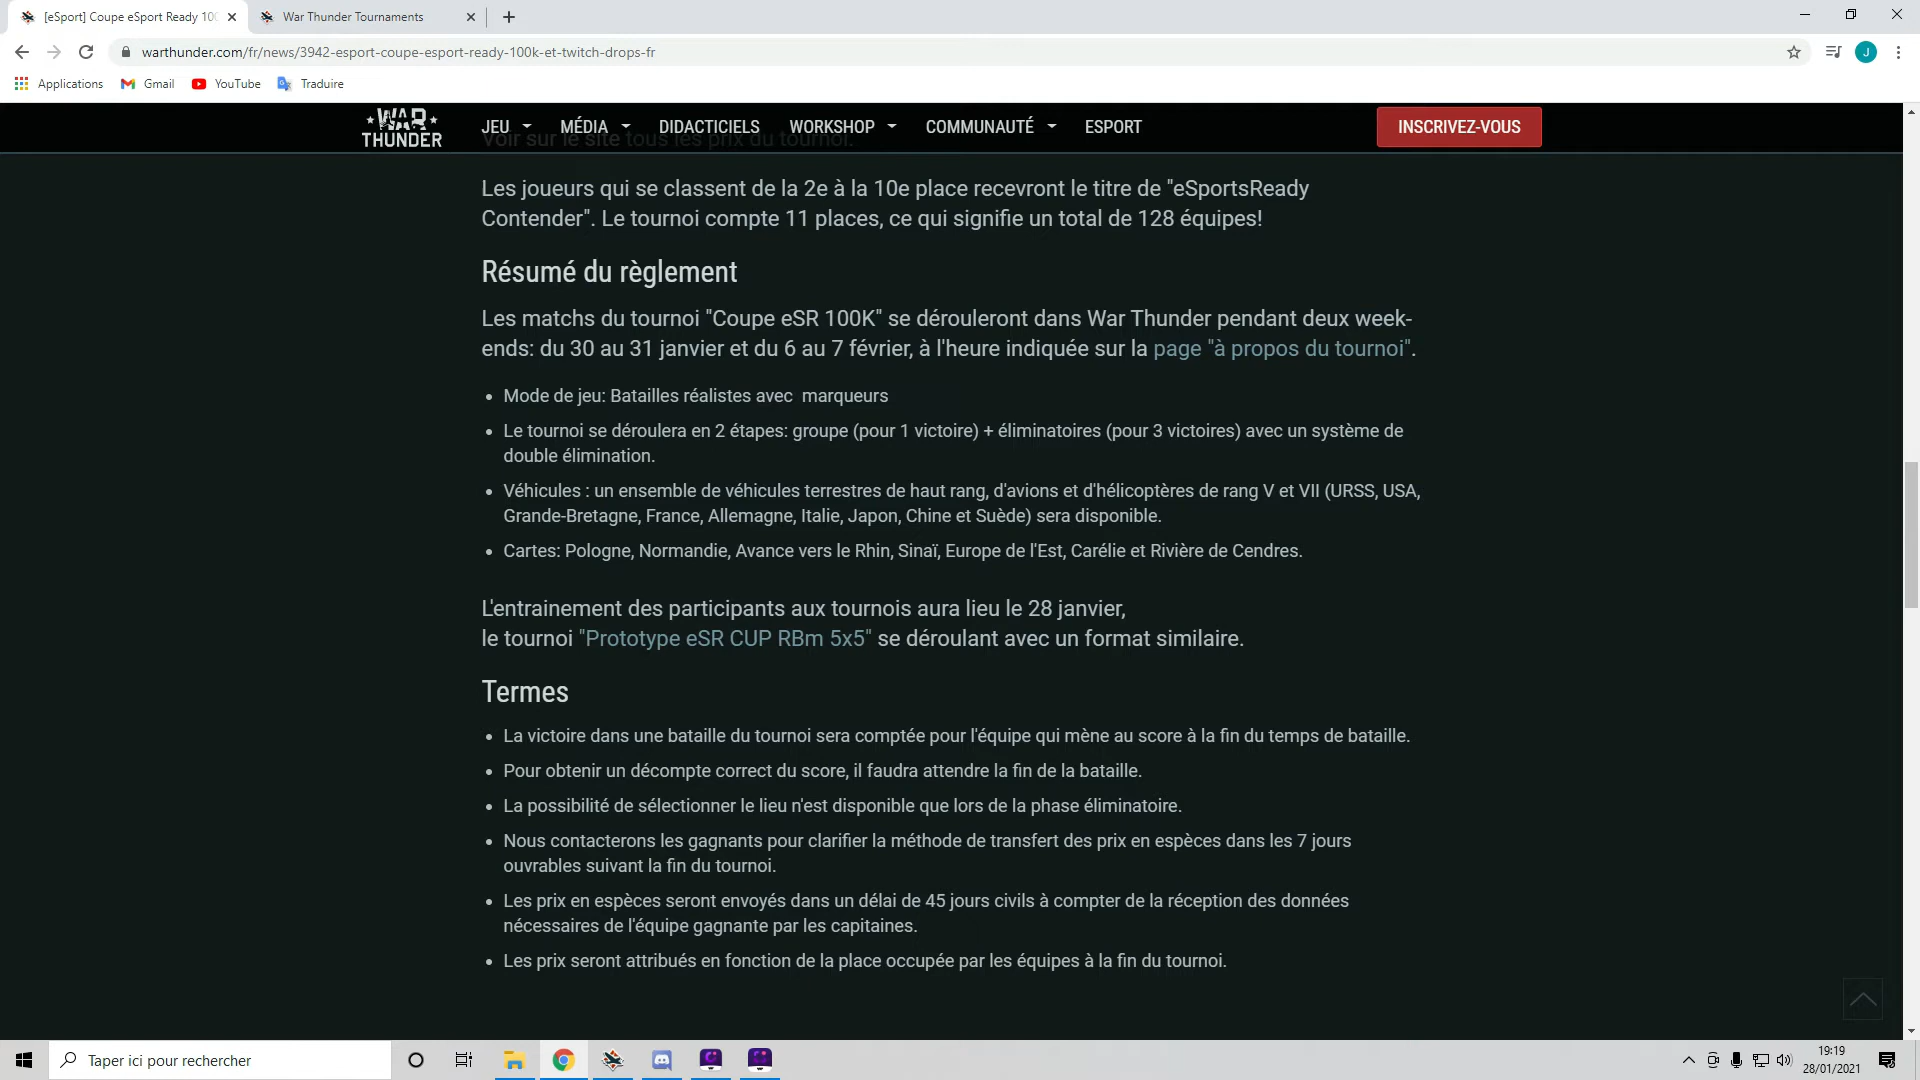 [eSport] Coupe eSport Ready 100
War Thunder Tournaments
warthunder.com/fr/news/3942-esport-coupe-esport-ready-100k-et-twitch-drops-fr
J
Applications
Gmail
YouTube
Traduire
WAR THUNDER
JEU
MÉDIA
DIDACTICIELS
WORKSHOP
COMMUNAUTÉ
ESPORT
INSCRIVEZ-VOUS
Voir sur le site tous les prix du tournoi.
Les joueurs qui se classent de la 2e à la 10e place recevront le titre de "eSportsReady
Contender". Le tournoi compte 11 places, ce qui signifie un total de 128 équipes!
Résumé du règlement
Les matchs du tournoi "Coupe eSR 100K" se dérouleront dans War Thunder pendant deux week-
ends: du 30 au 31 janvier et du 6 au 7 février, à l'heure indiquée sur la page "à propos du tournoi".
• Mode de jeu: Batailles réalistes avec  marqueurs
• Le tournoi se déroulera en 2 étapes: groupe (pour 1 victoire) + éliminatoires (pour 3 victoires) avec un système de
double élimination.
• Véhicules : un ensemble de véhicules terrestres de haut rang, d'avions et d'hélicoptères de rang V et VII (URSS, USA,
Grande-Bretagne, France, Allemagne, Italie, Japon, Chine et Suède) sera disponible.
• Cartes: Pologne, Normandie, Avance vers le Rhin, Sinaï, Europe de l'Est, Carélie et Rivière de Cendres.
L'entrainement des participants aux tournois aura lieu le 28 janvier,
le tournoi "Prototype eSR CUP RBm 5x5" se déroulant avec un format similaire.
Termes
• La victoire dans une bataille du tournoi sera comptée pour l'équipe qui mène au score à la fin du temps de bataille.
• Pour obtenir un décompte correct du score, il faudra attendre la fin de la bataille.
• La possibilité de sélectionner le lieu n'est disponible que lors de la phase éliminatoire.
• Nous contacterons les gagnants pour clarifier la méthode de transfert des prix en espèces dans les 7 jours
ouvrables suivant la fin du tournoi.
• Les prix en espèces seront envoyés dans un délai de 45 jours civils à compter de la réception des données
nécessaires de l'équipe gagnante par les capitaines.
• Les prix seront attribués en fonction de la place occupée par les équipes à la fin du tournoi.
Taper ici pour rechercher
19:19
28/01/2021